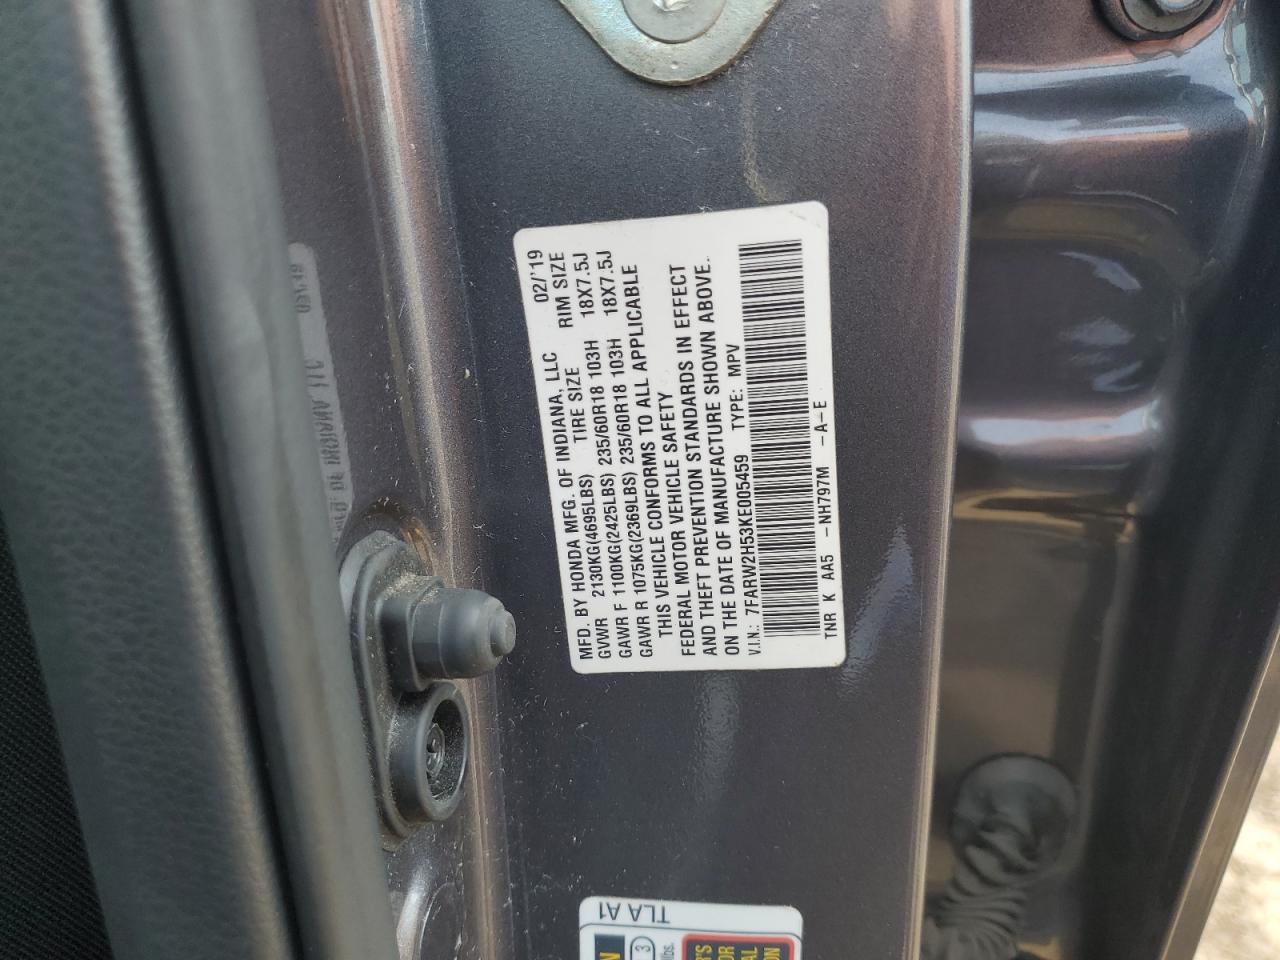 MFD. BY HONDA MFG. OF INDIANA, LLC 02/'19
GVWR 2130KG(4695LBS) TIRE SIZE RIM SIZE
GAWR F 1100KG(2425LBS) 235/60R18 103H 18X7.5J
GAWR R 1075KG(2369LBS) 235/60R18 103H 18X7.5J
THIS VEHICLE CONFORMS TO ALL APPLICABLE
FEDERAL MOTOR VEHICLE SAFETY
AND THEFT PREVENTION STANDARDS IN EFFECT
ON THE DATE OF MANUFACTURE SHOWN ABOVE.
V.I.N.: 7FARW2H53KE005459 TYPE: MPV
TNR K AA5 -NH797M -A-E
TLA A1
3
lbs.